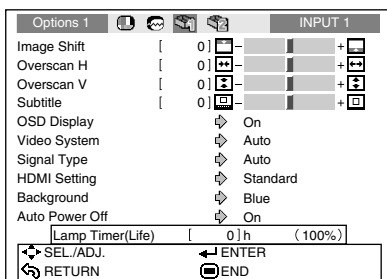 Options 1 INPUT 1
Image Shift [ 0 ] – +
Overscan H [ 0 ] – +
Overscan V [ 0 ] – +
Subtitle [ 0 ] – +
OSD Display On
Video System Auto
Signal Type Auto
HDMI Setting Standard
Background Blue
Auto Power Off On
Lamp Timer(Life) [ 0 ] h (100%)
SEL./ADJ. ENTER
RETURN END